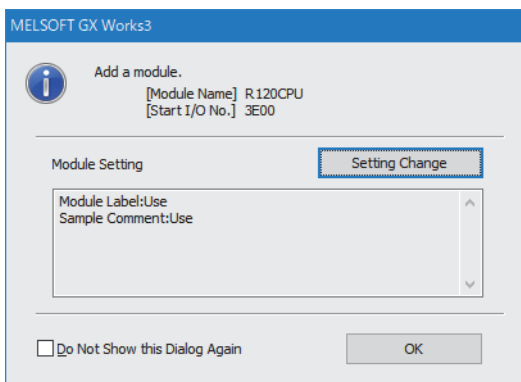 MELSOFT GX Works3
Add a module.
[Module Name] R120CPU
[Start I/O No.] 3E00
Module Setting
Setting Change
Module Label:Use
Sample Comment:Use
Do Not Show this Dialog Again
OK